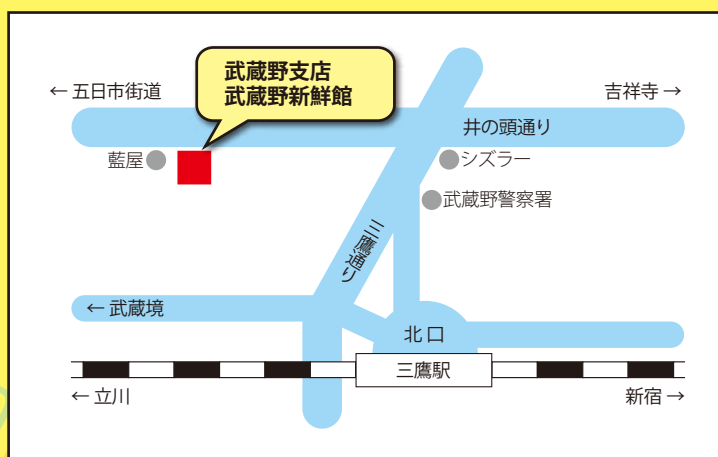 武蔵野支店
武蔵野新鮮館
← 五日市街道
吉祥寺 →
井の頭通り
藍屋
シズラー
武蔵野警察署
三鷹通り
← 武蔵境
北口
三鷹駅
← 立川
新宿 →